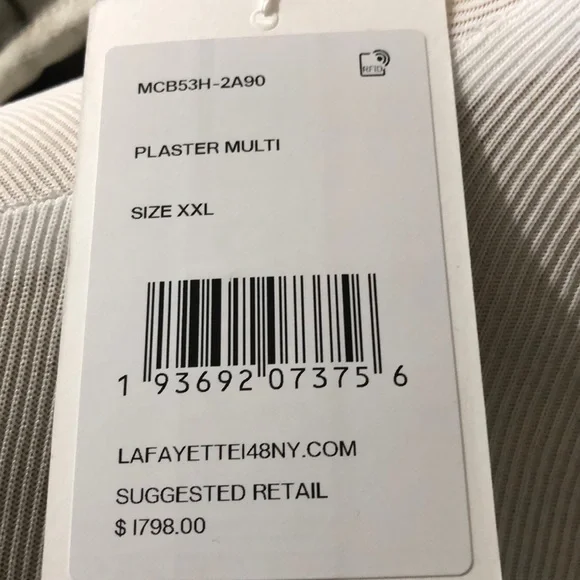 MCB53H-2A90
RFID
PLASTER MULTI
SIZE XXL
1 93692 07375 6
LAFAYETTE148NY.COM
SUGGESTED RETAIL
$ 1798.00